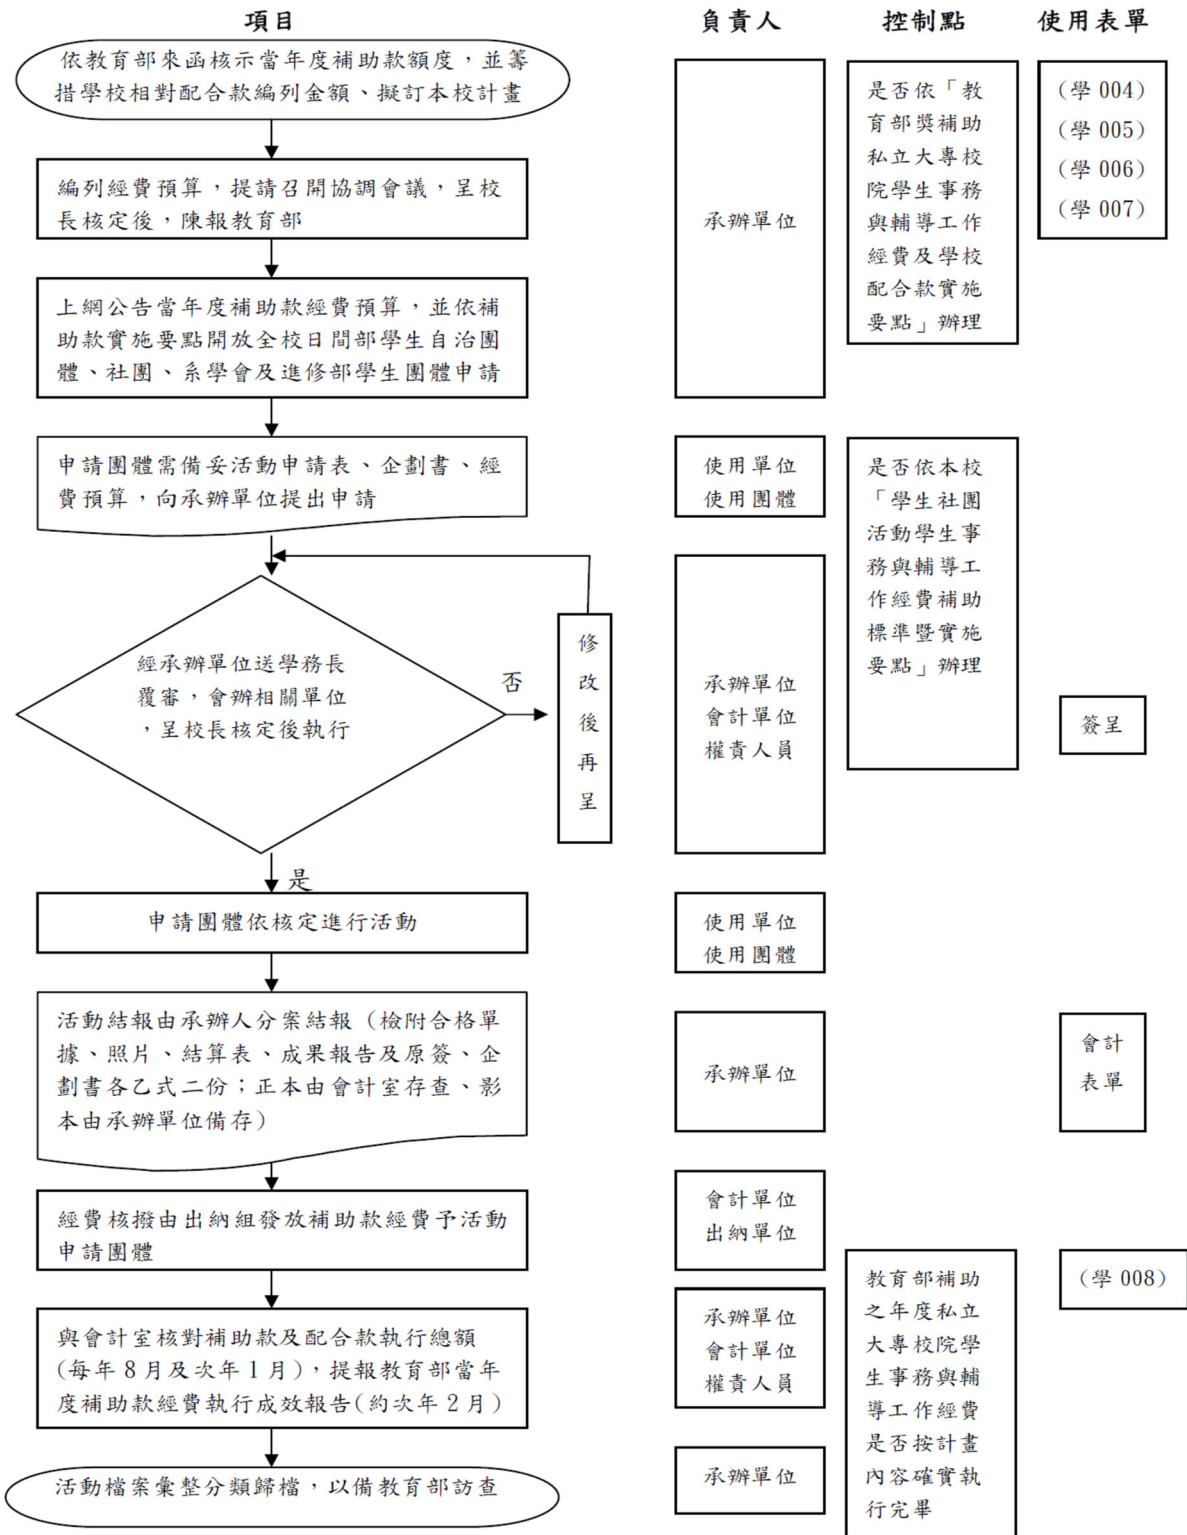 項目
負責人
控制點
使用表單
依教育部來函核示當年度補助款額度，並籌
措學校相對配合款編列金額、擬訂本校計畫
編列經費預算，提請召開協調會議，呈校
長核定後，陳報教育部
上網公告當年度補助款經費預算，並依補
助款實施要點開放全校日間部學生自治團
體、社團、系學會及進修部學生團體申請
承辦單位
是否依「教
育部獎補助
私立大專校
院學生事務
與輔導工作
經費及學校
配合款實施
要點」辦理
(學 004)
(學 005)
(學 006)
(學 007)
申請團體需備妥活動申請表、企劃書、經
費預算，向承辦單位提出申請
使用單位
使用團體
是否依本校
「學生社團
活動學生事
務與輔導工
作經費補助
標準暨實施
要點」辦理
經承辦單位送學務長
覆審，會辦相關單位
，呈校長核定後執行
否
修
改
後
再
呈
承辦單位
會計單位
權責人員
簽呈
是
申請團體依核定進行活動
使用單位
使用團體
活動結報由承辦人分案結報（檢附合格單
據、照片、結算表、成果報告及原簽、企
劃書各乙式二份；正本由會計室存查、影
本由承辦單位備存）
承辦單位
會計
表單
經費核撥由出納組發放補助款經費予活動
申請團體
會計單位
出納單位
與會計室核對補助款及配合款執行總額
(每年 8 月及次年 1 月)，提報教育部當年
度補助款經費執行成效報告(約次年 2 月)
承辦單位
會計單位
權責人員
教育部補助
之年度私立
大專校院學
生事務與輔
導工作經費
是否按計畫
內容確實執
行完畢
(學 008)
活動檔案彙整分類歸檔，以備教育部訪查
承辦單位